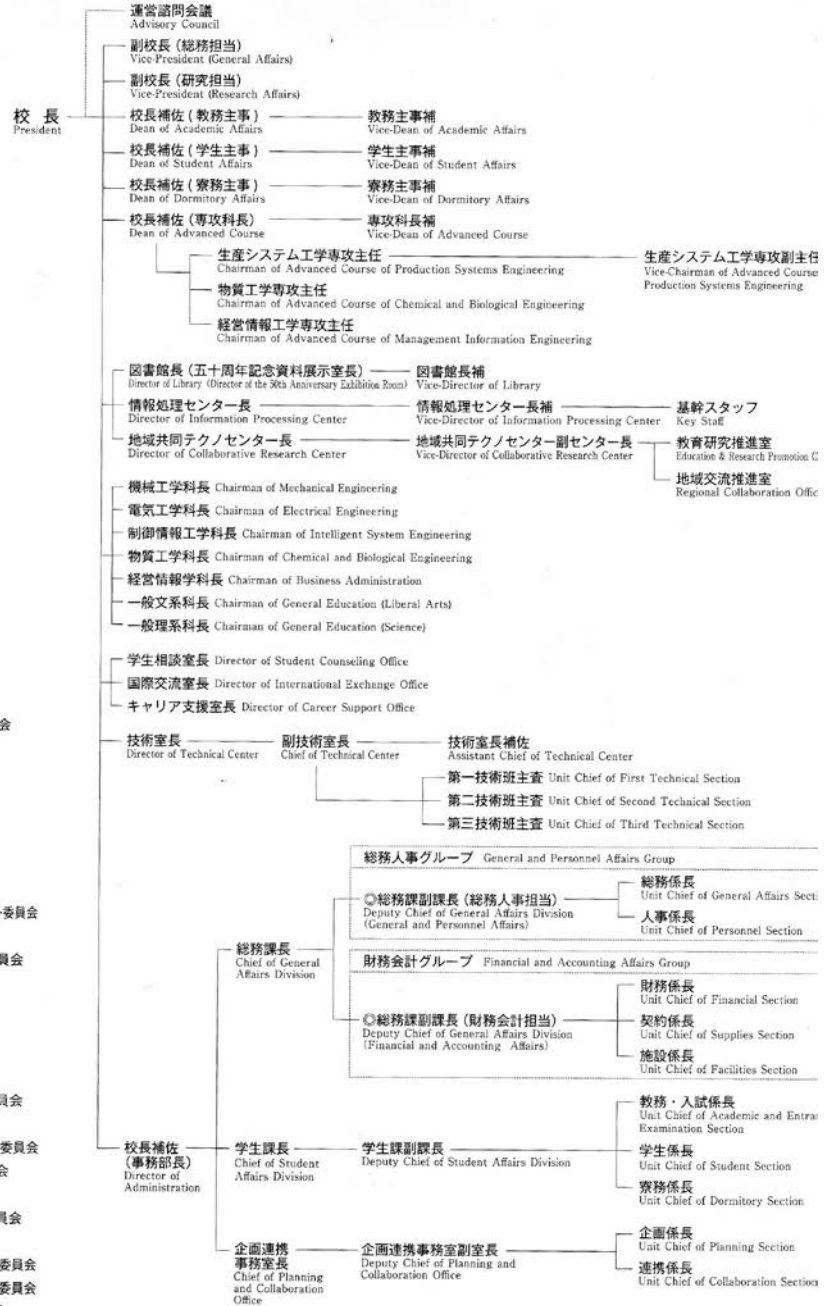 運営諮問会議
Advisory Council
副校長 (総務担当)
Vice-President (General Affairs)
副校長 (研究担当)
Vice-President (Research Affairs)
校 長
President
校長補佐 ( 教務主事 )
Dean of Academic Affairs
教務主事補
Vice-Dean of Academic Affairs
校長補佐 ( 学生主事 )
Dean of Student Affairs
学生主事補
Vice-Dean of Student Affairs
校長補佐 ( 寮務主事 )
Dean of Dormitory Affairs
寮務主事補
Vice-Dean of Dormitory Affairs
校長補佐 (専攻科長)
Dean of Advanced Course
専攻科長補
Vice-Dean of Advanced Course
生産システム工学専攻主任
Chairman of Advanced Course of Production Systems Engineering
生産システム工学専攻副主任
Vice-Chairman of Advanced Course
Production Systems Engineering
物質工学専攻主任
Chairman of Advanced Course of Chemical and Biological Engineering
経営情報工学専攻主任
Chairman of Advanced Course of Management Information Engineering
図書館長 (五十周年記念資料展示室長)
Director of Library (Director of the 50th Anniversary Exhibition Room)
図書館長補
Vice-Director of Library
情報処理センター長
Director of Information Processing Center
情報処理センター長補
Vice-Director of Information Processing Center
基幹スタッフ
Key Staff
地域共同テクノセンター長
Director of Collaborative Research Center
地域共同テクノセンター副センター長
Vice-Director of Collaborative Research Center
教育研究推進室
Education & Research Promotion
地域交流推進室
Regional Collaboration Offic
機械工学科長 Chairman of Mechanical Engineering
電気工学科長 Chairman of Electrical Engineering
制御情報工学科長 Chairman of Intelligent System Engineering
物質工学科長 Chairman of Chemical and Biological Engineering
経営情報学科長 Chairman of Business Administration
一般文系科長 Chairman of General Education (Liberal Arts)
一般理系科長 Chairman of General Education (Science)
学生相談室長 Director of Student Counseling Office
国際交流室長 Director of International Exchange Office
キャリア支援室長 Director of Career Support Office
会
技術室長
Director of Technical Center
副技術室長
Chief of Technical Center
技術室長補佐
Assistant Chief of Technical Center
第一技術班主査 Unit Chief of First Technical Section
第二技術班主査 Unit Chief of Second Technical Section
第三技術班主査 Unit Chief of Third Technical Section
総務人事グループ General and Personnel Affairs Group
◎総務課副課長 (総務人事担当)
Deputy Chief of General Affairs Division
(General and Personnel Affairs)
総務係長
Unit Chief of General Affairs Secti
人事係長
Unit Chief of Personnel Section
委員会
総務課長
Chief of General
Affairs Division
員会
財務会計グループ Financial and Accounting Affairs Group
◎総務課副課長 (財務会計担当)
Deputy Chief of General Affairs Division
(Financial and Accounting Affairs)
財務係長
Unit Chief of Financial Section
契約係長
Unit Chief of Supplies Section
施設係長
Unit Chief of Facilities Section
員会
委員会
会
校長補佐
(事務部長)
Director of
Administration
学生課長
Chief of Student
Affairs Division
学生課副課長
Deputy Chief of Student Affairs Division
教務・入試係長
Unit Chief of Academic and Entra
Examination Section
学生係長
Unit Chief of Student Section
寮務係長
Unit Chief of Dormitory Section
員会
委員会
委員会
企画連携
事務室長
Chief of Planning
and Collaboration
Office
企画連携事務室副室長
Deputy Chief of Planning and
Collaboration Office
企画係長
Unit Chief of Planning Section
連携係長
Unit Chief of Collaboration Section